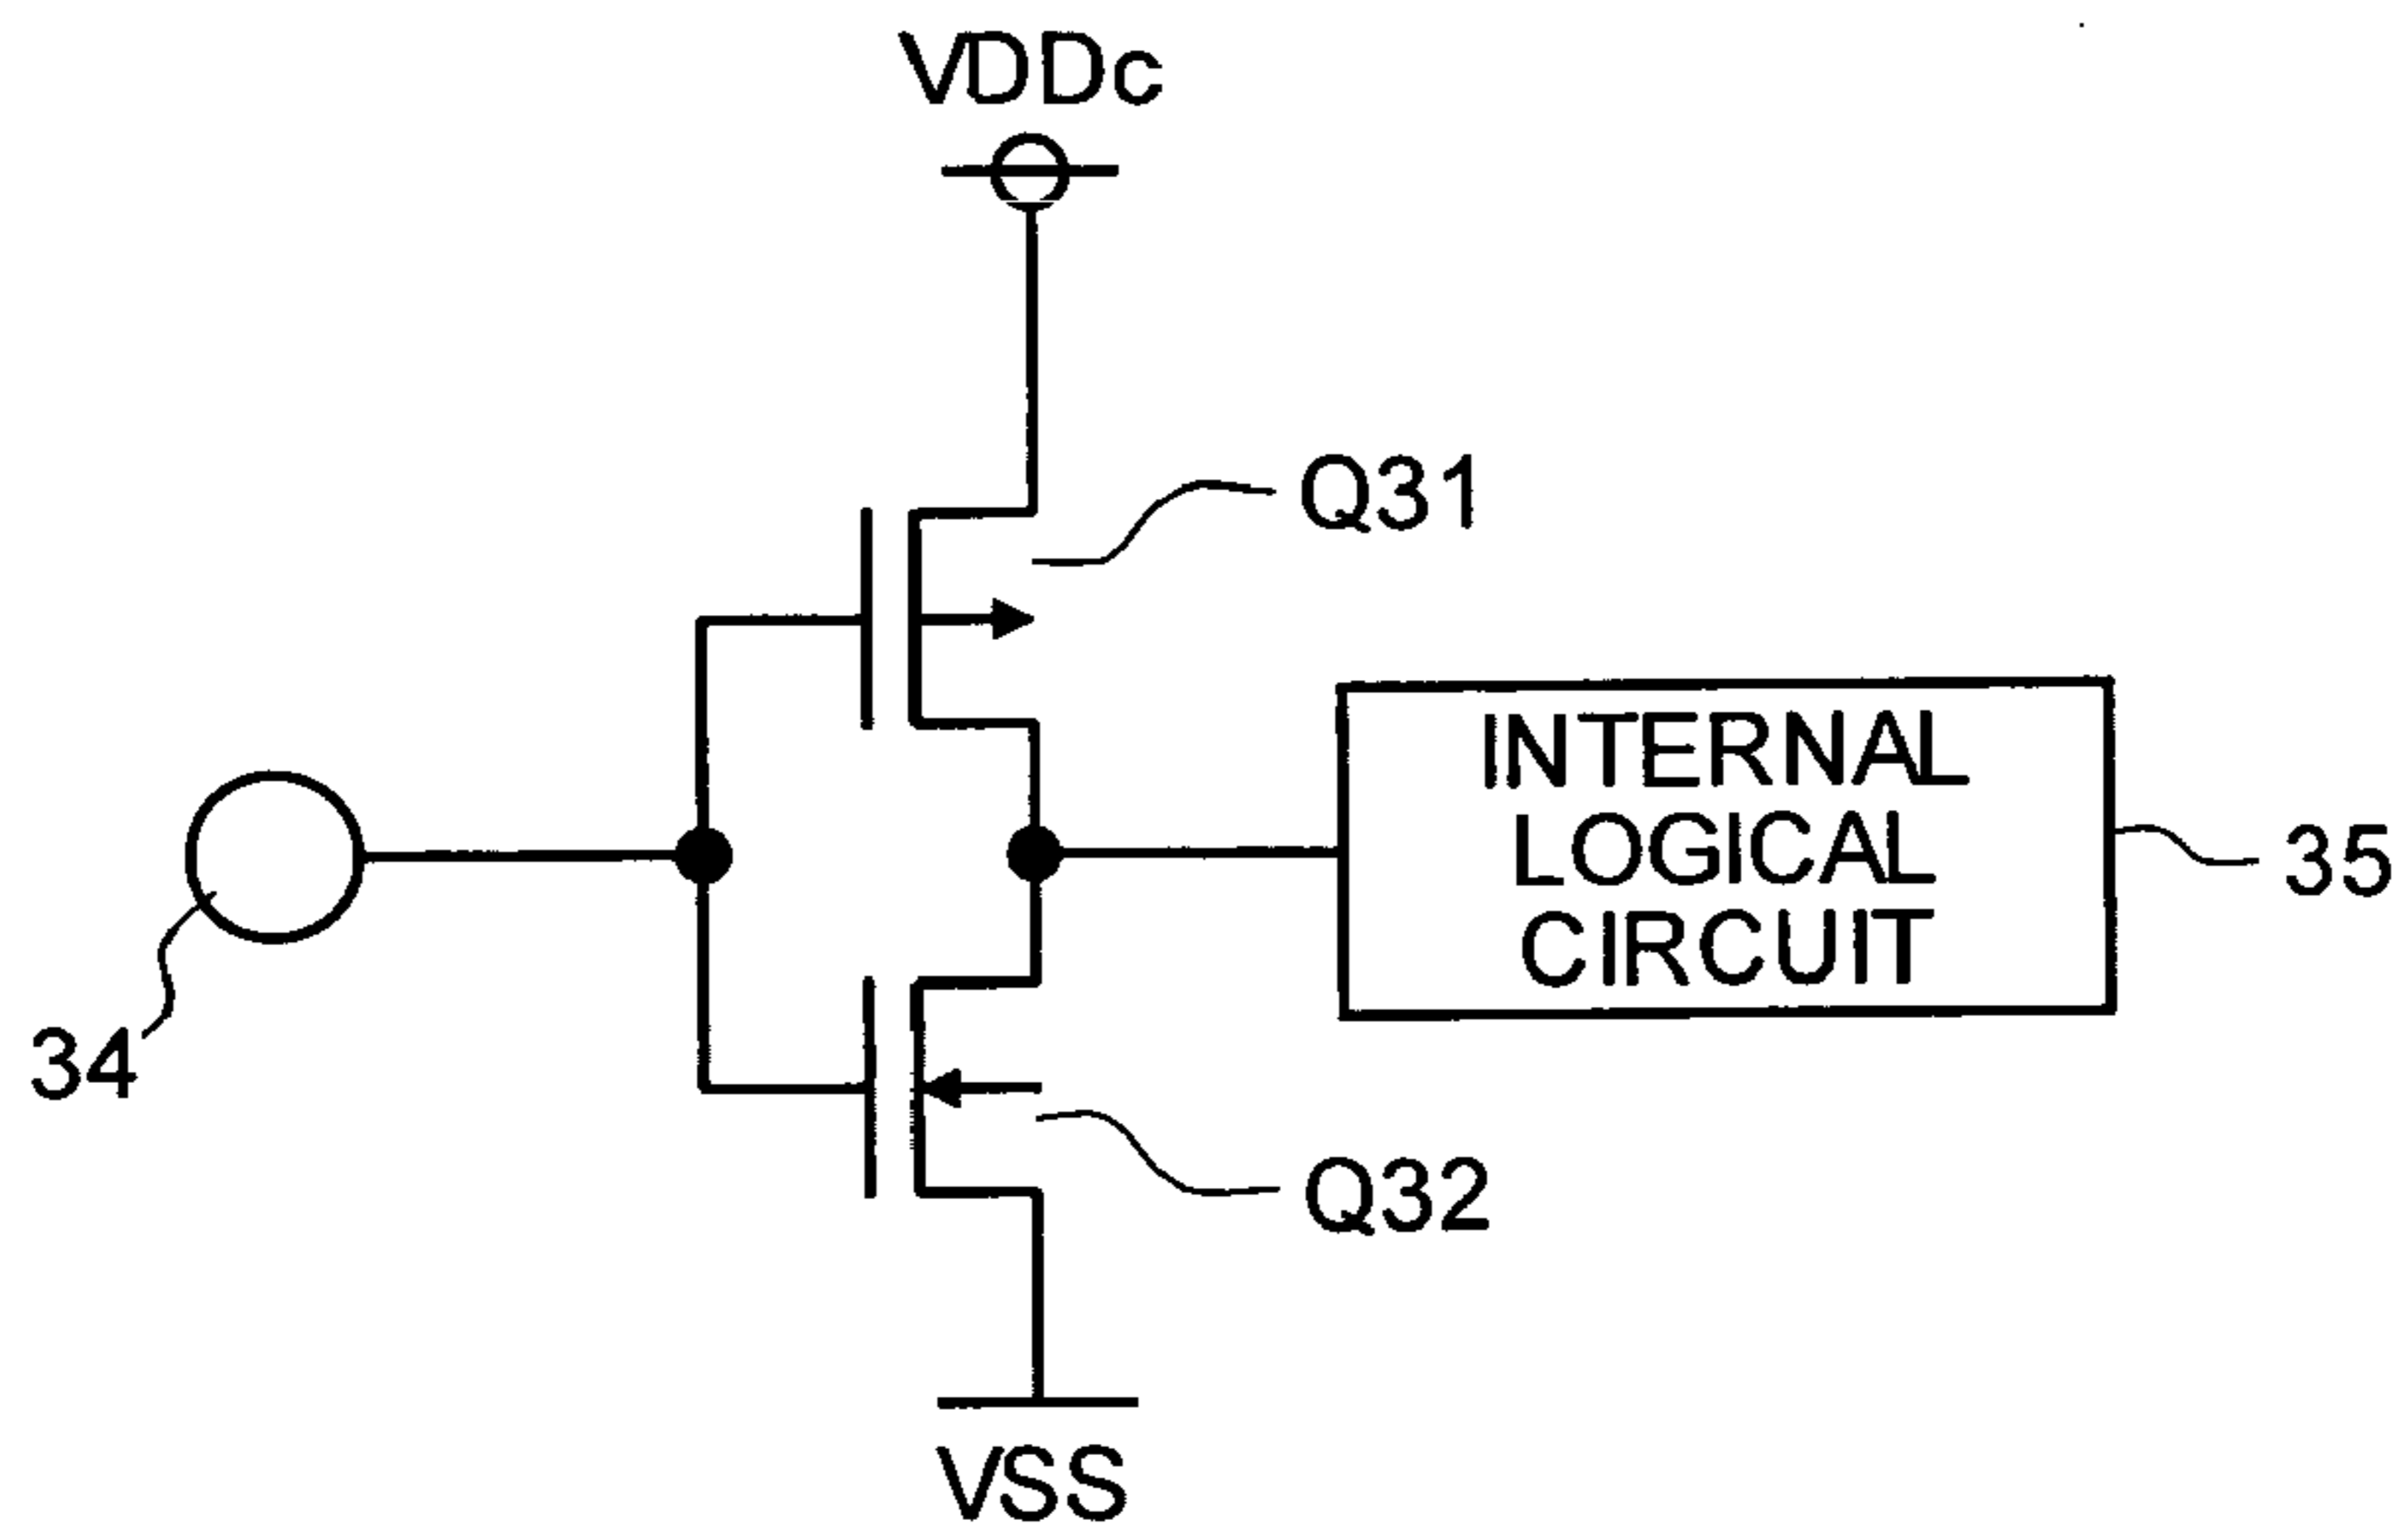 VDDc
Q31
INTERNAL
LOGICAL
CIRCUIT
35
34
Q32
VSS